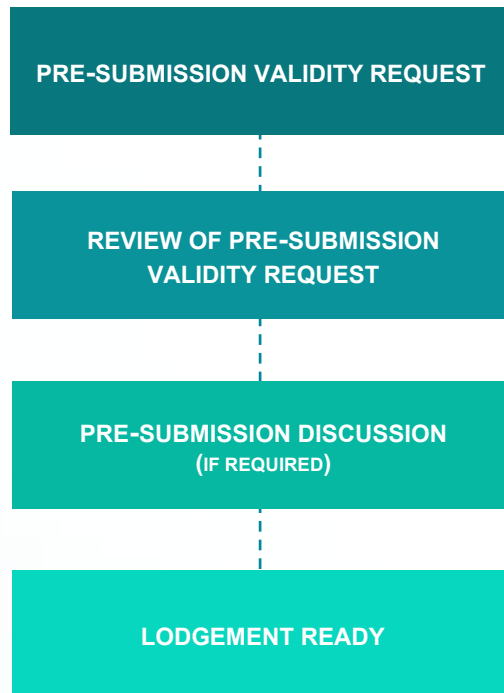 PRE-SUBMISSION VALIDITY REQUEST
REVIEW OF PRE-SUBMISSION
VALIDITY REQUEST
PRE-SUBMISSION DISCUSSION
(IF REQUIRED)
LODGEMENT READY